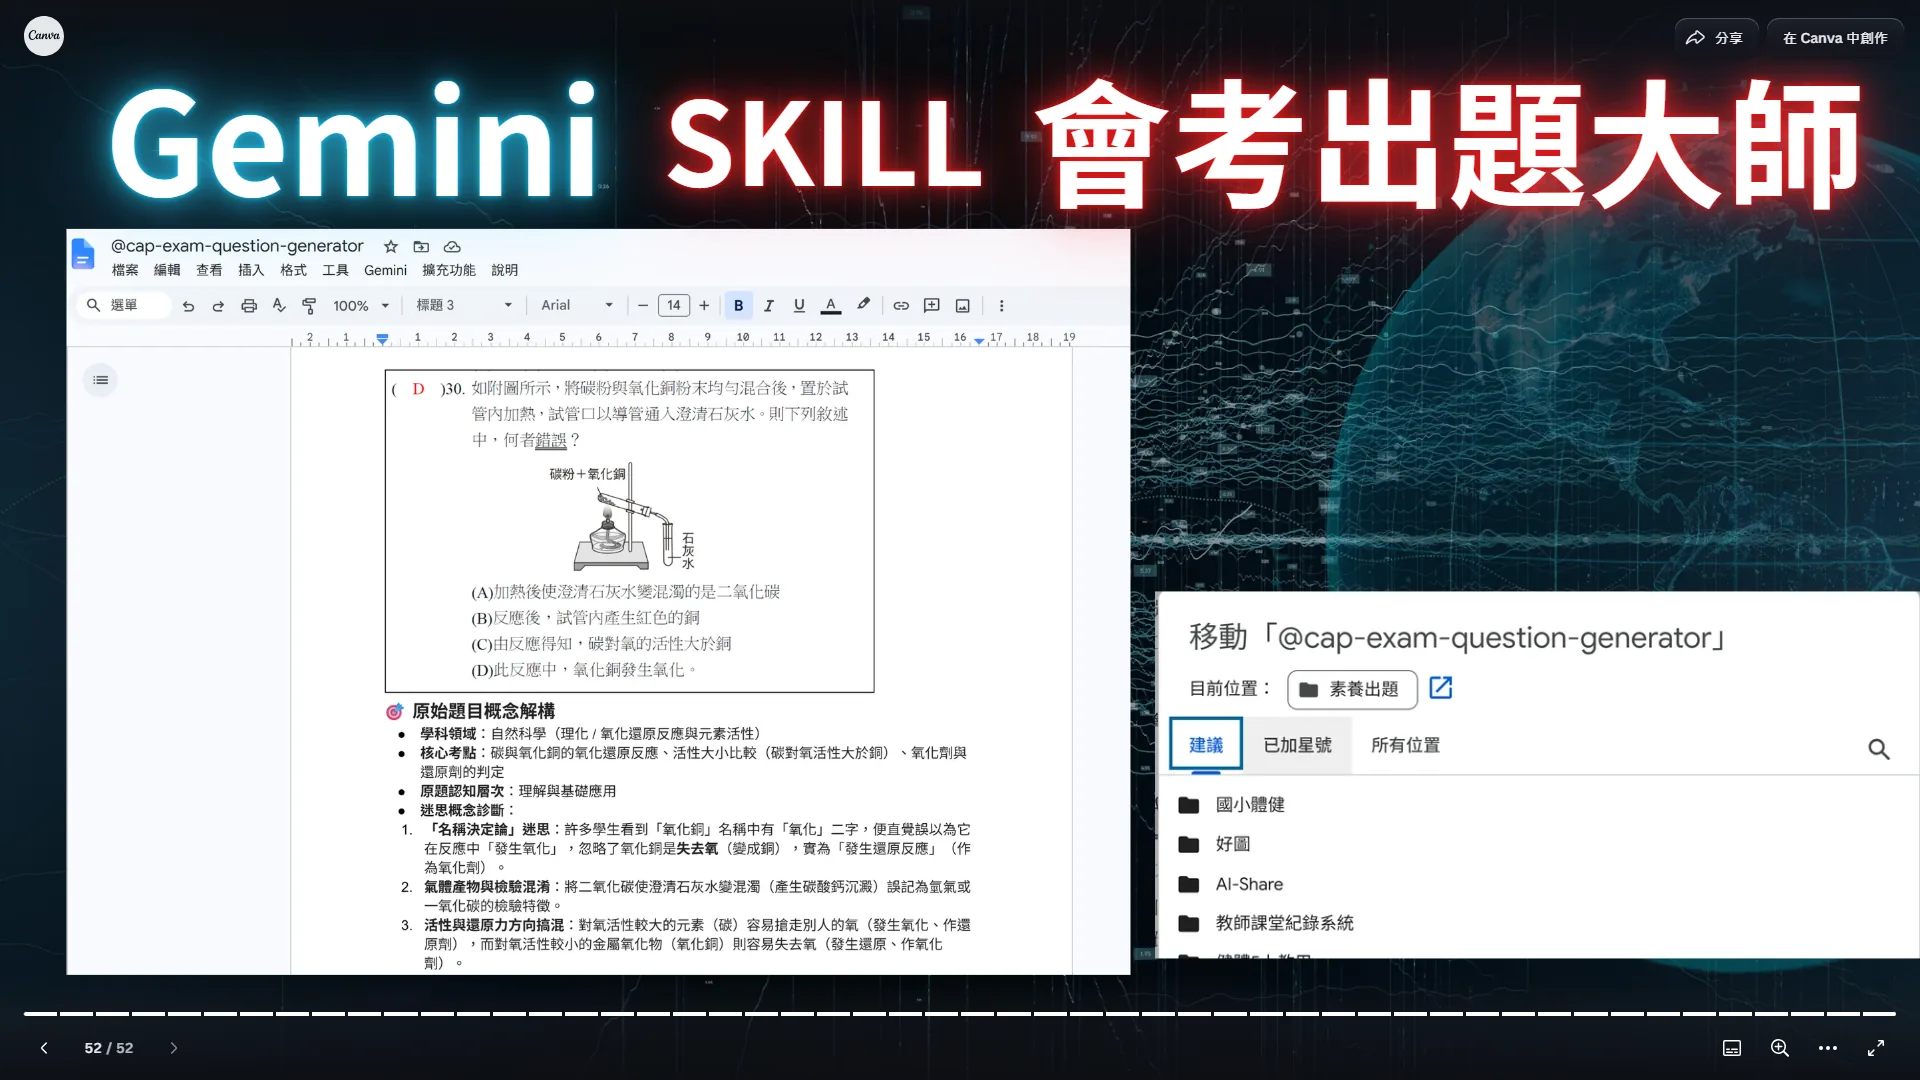 Canva
分享
在 Canva 中創作
Gemini SKILL 會考出題大師
@cap-exam-question-generator
檔案 編輯 查看 插入 格式 工具 Gemini 擴充功能 說明
選單 100% 標題 3 Arial 14 B I U A
2 1 1 2 3 4 5 6 7 8 9 10 11 12 13 14 15 16 17 18 19
( D )30. 如附圖所示，將碳粉與氧化銅粉末均勻混合後，置於試
管內加熱，試管口以導管通入澄清石灰水。則下列敘述
中，何者錯誤？
碳粉＋氧化銅
石灰水
(A)加熱後使澄清石灰水變混濁的是二氧化碳
(B)反應後，試管內產生紅色的銅
(C)由反應得知，碳對氧的活性大於銅
(D)此反應中，氧化銅發生氧化。
🎯 原始題目概念解構
● 學科領域：自然科學（理化 / 氧化還原反應與元素活性）
● 核心考點：碳與氧化銅的氧化還原反應、活性大小比較（碳對氧活性大於銅）、氧化劑與
還原劑的判定
● 原題認知層次：理解與基礎應用
● 迷思概念診斷：
1. 「名稱決定論」迷思：許多學生看到「氧化銅」名稱中有「氧化」二字，便直覺誤以為它
在反應中「發生氧化」，忽略了氧化銅是失去氧（變成銅），實為「發生還原反應」（作
為氧化劑）。
2. 氣體產物與檢驗混淆：將二氧化碳使澄清石灰水變混濁（產生碳酸鈣沉澱）誤記為氫氣或
一氧化碳的檢驗特徵。
3. 活性與還原力方向搞混：對氧活性較大的元素（碳）容易搶走別人的氧（發生氧化、作還
原劑），而對氧活性較小的金屬氧化物（氧化銅）則容易失去氧（發生還原、作氧化
劑）。
移動「@cap-exam-question-generator」
目前位置： 素養出題
建議 已加星號 所有位置
國小體健
好圖
AI-Share
教師課堂紀錄系統
52 / 52